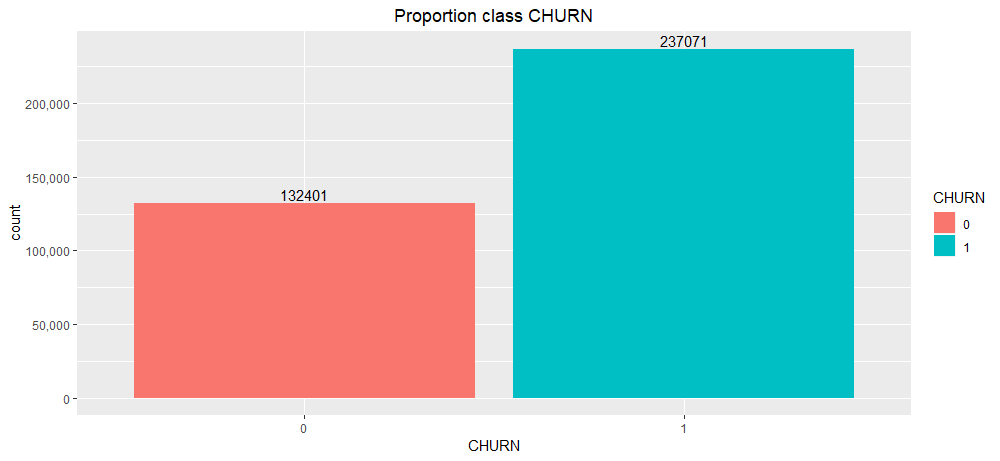 Proportion class CHURN
237071
200,000
150,000
132401
100,000
50,000
0
count
0
1
CHURN
CHURN
0
1